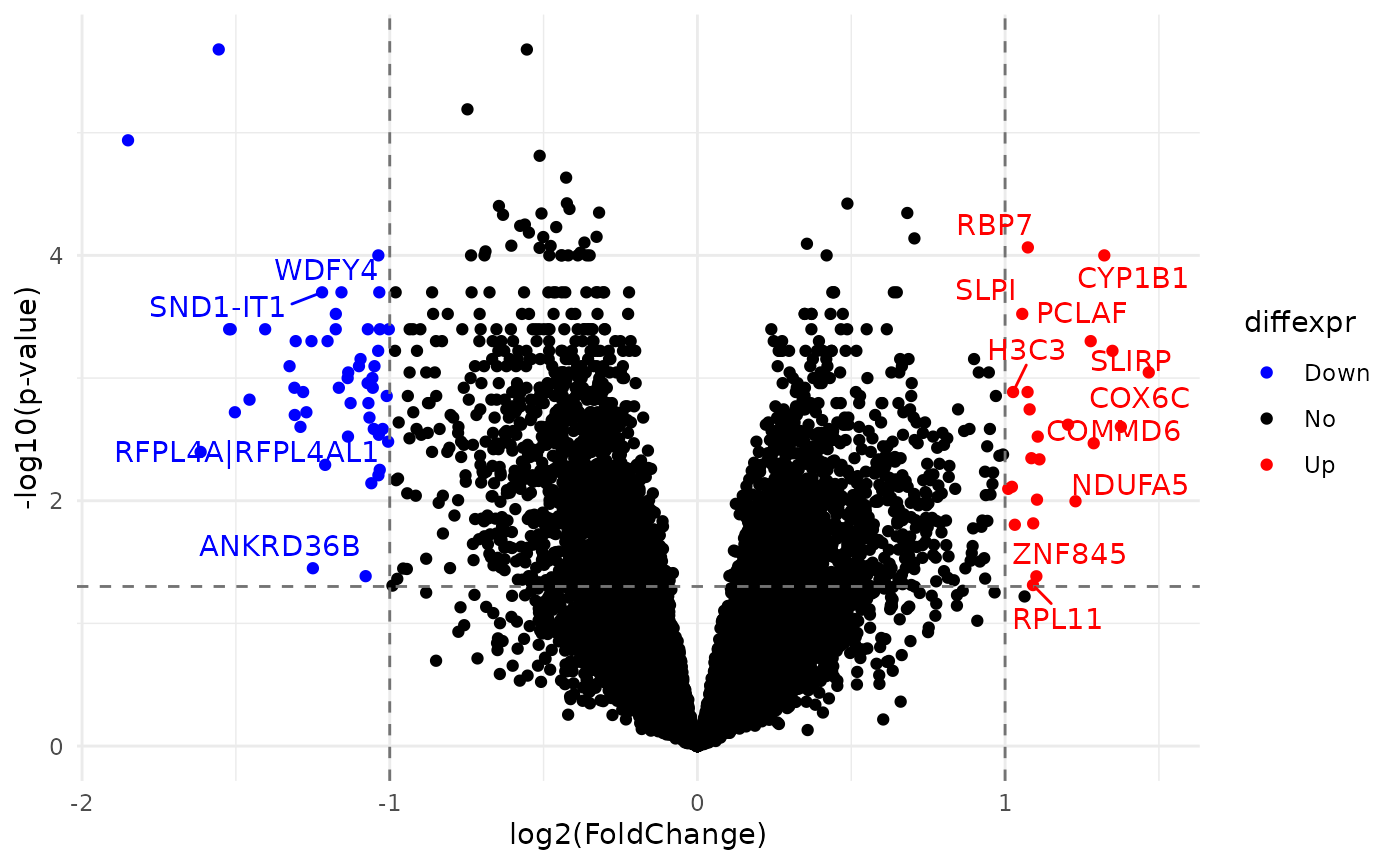 RBP7
WDFY4
CYP1B1
SLPI
SND1-IT1
PCLAF
H3C3
SLIRP
COX6C
COMMD6
RFPL4A|RFPL4AL1
NDUFA5
ANKRD36B
ZNF845
RPL11
4
2
0
-2
-1
0
1
log2(FoldChange)
-log10(p-value)
diffexpr
Down
No
Up